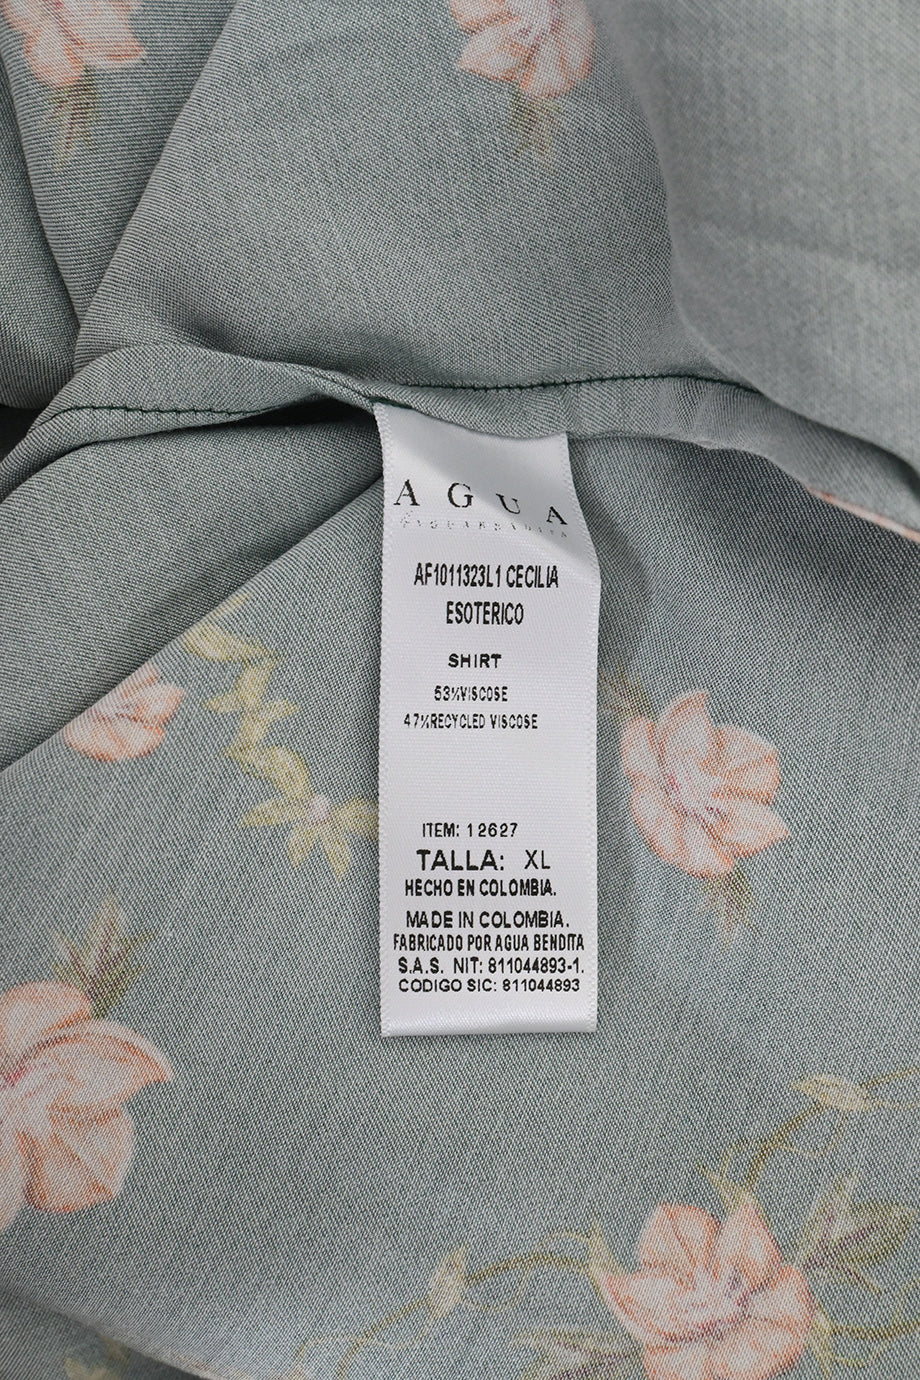 AGUA
AF1011323L1 CECILIA
ESOTERICO
SHIRT
53%VISCOSE
47%RECYCLED VISCOSE
ITEM: 12627
TALLA: XL
HECHO EN COLOMBIA.
MADE IN COLOMBIA.
FABRICADO POR AGUA BENDITA
S.A.S. NIT: 811044893-1.
CODIGO SIC: 811044893